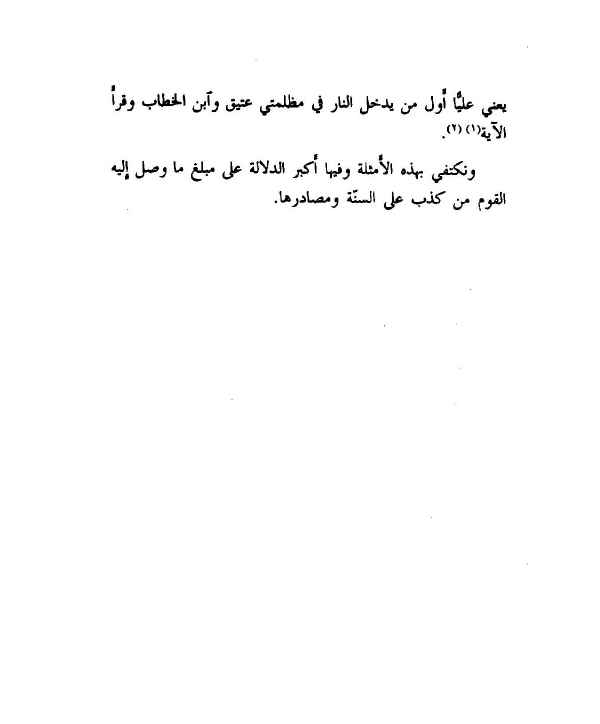 يعني عليًّا أول من يدخل النار في مظلمتي عتيق وآبن الخطاب وقرأ
الآية(١)(٢).
ونكتفي بهذه الأمثلة وفيها أكبر الدلالة على مبلغ ما وصل إليه
القوم من كذب على السنّة ومصادرها.